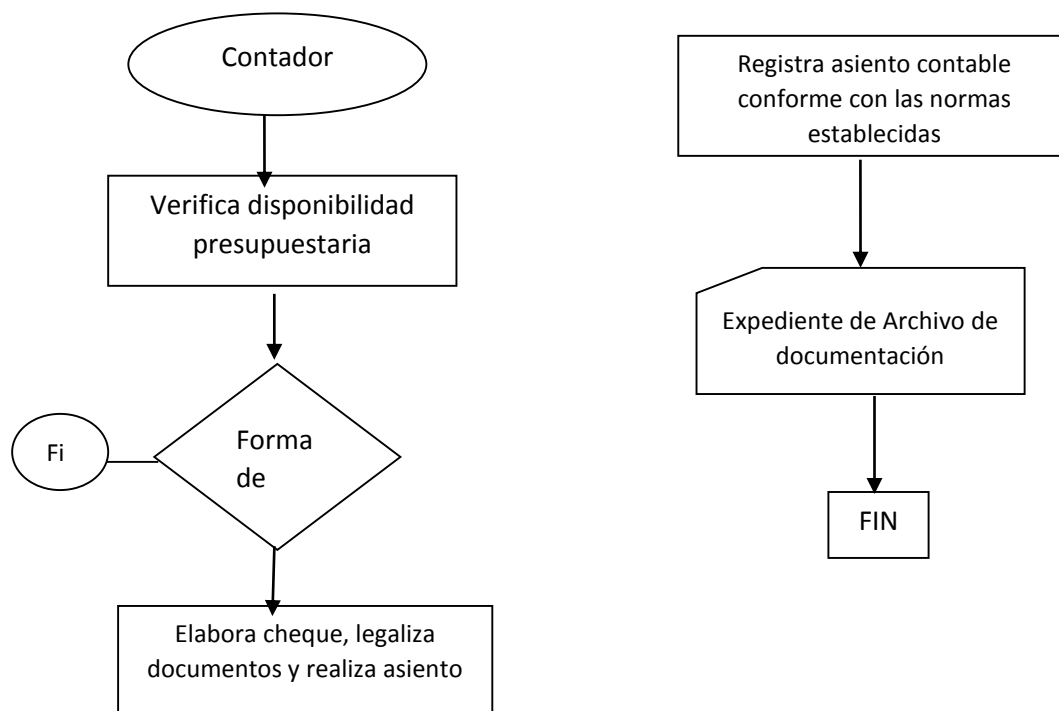 Contador
Verifica disponibilidad
presupuestaria
Fi
Forma
de
Elabora cheque, legaliza
documentos y realiza asiento
Registra asiento contable
conforme con las normas
establecidas
Expediente de Archivo de
documentación
FIN